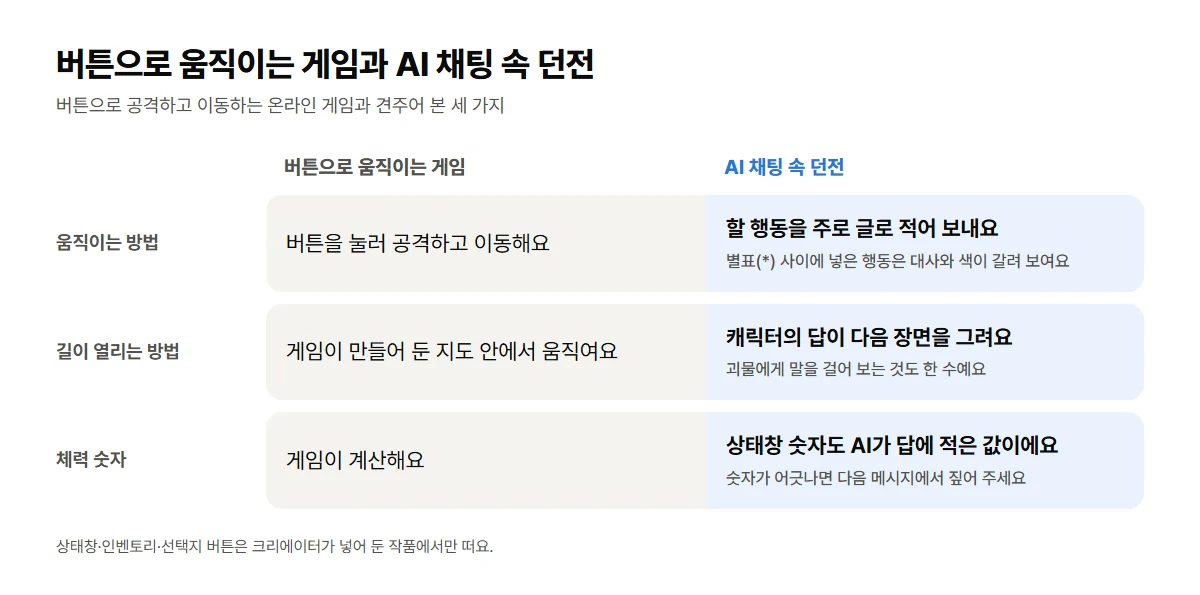 버튼으로 움직이는 게임과 AI 채팅 속 던전
버튼으로 공격하고 이동하는 온라인 게임과 견주어 본 세 가지
버튼으로 움직이는 게임
AI 채팅 속 던전
움직이는 방법
버튼을 눌러 공격하고 이동해요
할 행동을 주로 글로 적어 보내요
별표(*) 사이에 넣은 행동은 대사와 색이 갈려 보여요
길이 열리는 방법
게임이 만들어 둔 지도 안에서 움직여요
캐릭터의 답이 다음 장면을 그려요
괴물에게 말을 걸어 보는 것도 한 수예요
체력 숫자
게임이 계산해요
상태창 숫자도 AI가 답에 적은 값이에요
숫자가 어긋나면 다음 메시지에서 짚어 주세요
상태창·인벤토리·선택지 버튼은 크리에이터가 넣어 둔 작품에서만 떠요.